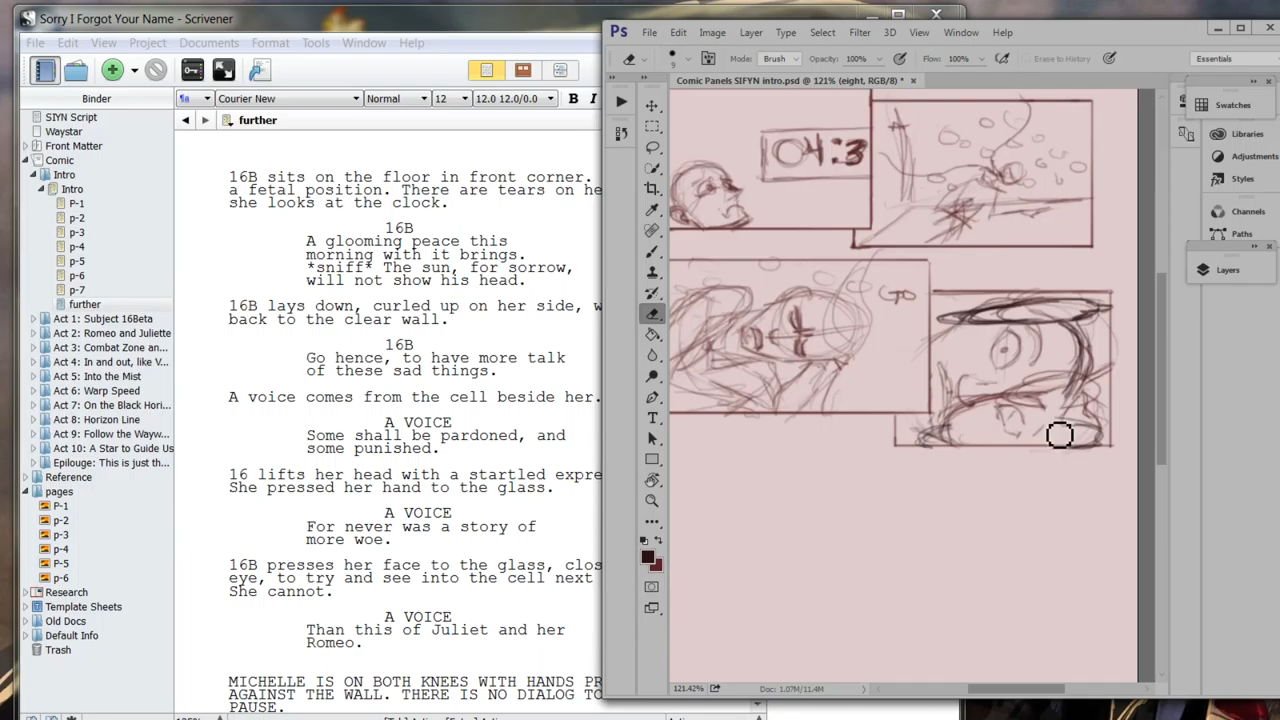 Sorry I Forgot Your Name - Scrivener
File Edit View Project Documents Format Tools Window Help
Binder
Courier New Normal 12 12.0 12.0/0.0 B I
further
SIYN Script
Waystar
Front Matter
Comic
Intro
Intro
P-1
p-2
p-3
p-4
p-5
p-6
p-7
further
Act 1: Subject 16Beta
Act 2: Romeo and Juliette
Act 3: Combat Zone an...
Act 4: In and out, like V...
Act 5: Into the Mist
Act 6: Warp Speed
Act 7: On the Black Hori...
Act 8: Horizon Line
Act 9: Follow the Wayw...
Act 10: A Star to Guide Us
Epilouge: This is just th...
Reference
pages
P-1
p-2
p-3
p-4
P-5
p-6
Research
Template Sheets
Old Docs
Default Info
Trash
16B sits on the floor in front corner.
a fetal position. There are tears on he
she looks at the clock.
16B
A glooming peace this
morning with it brings.
*sniff* The sun, for sorrow,
will not show his head.
16B lays down, curled up on her side, w
back to the clear wall.
16B
Go hence, to have more talk
of these sad things.
A voice comes from the cell beside her.
A VOICE
Some shall be pardoned, and
some punished.
16 lifts her head with a startled expre
She pressed her hand to the glass.
A VOICE
For never was a story of
more woe.
16B presses her face to the glass, clos
eye, to try and see into the cell next
She cannot.
A VOICE
Than this of Juliet and her
Romeo.
MICHELLE IS ON BOTH KNEES WITH HANDS PR
AGAINST THE WALL. THERE IS NO DIALOG TO
PAUSE.
Ps File Edit Image Layer Type Select Filter 3D View Window Help
9 Mode: Brush Opacity: 100% Flow: 100% Erase to History Essentials
Comic Panels SIFYN intro.psd @ 121% (eight, RGB/8) *
04:3
Swatches
Libraries
Adjustments
Styles
Channels
Paths
Layers
121.42% Doc: 1.07M/11.4M